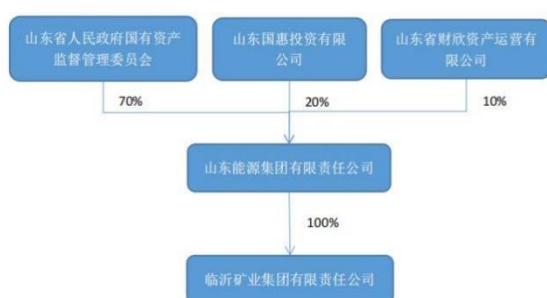 山东省人民政府国有资产
监督管理委员会
山东国惠投资有限
公司
山东省财欣资产运营有
限公司
70%
20%
10%
山东能源集团有限责任公司
100%
临沂矿业集团有限责任公司